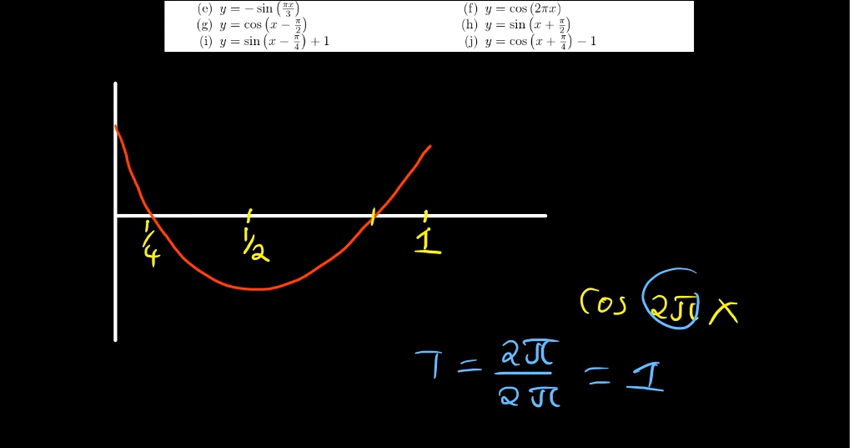 (e) y = − sin (πx/3) (f) y = cos (2πx)
(g) y = cos (x − π/2) (h) y = sin (x + π/2)
(i) y = sin (x − π/4) + 1 (j) y = cos (x + π/4) − 1
1/4 1/2 1
cos 2π x
T = 2π/2π = 1